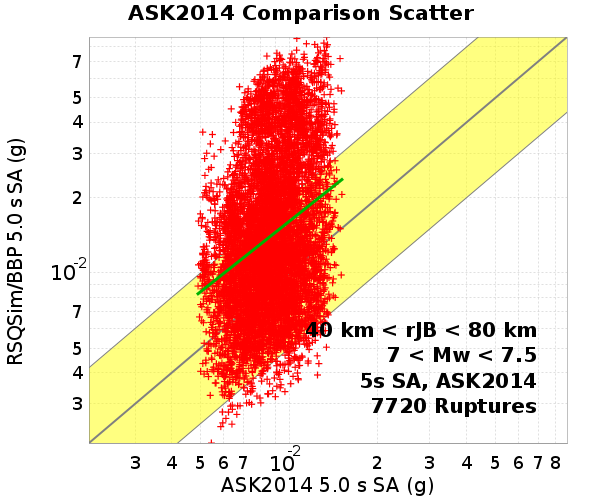 ASK2014 Comparison Scatter
RSQSim/BBP 5.0 s SA (g)
7
5
4
3
2
10-2
7
5
4
3
40 km < rJB < 80 km
7 < Mw < 7.5
5s SA, ASK2014
7720 Ruptures
3 4 5 6 7 10-2 2 3 4 5 6 7 8
ASK2014 5.0 s SA (g)